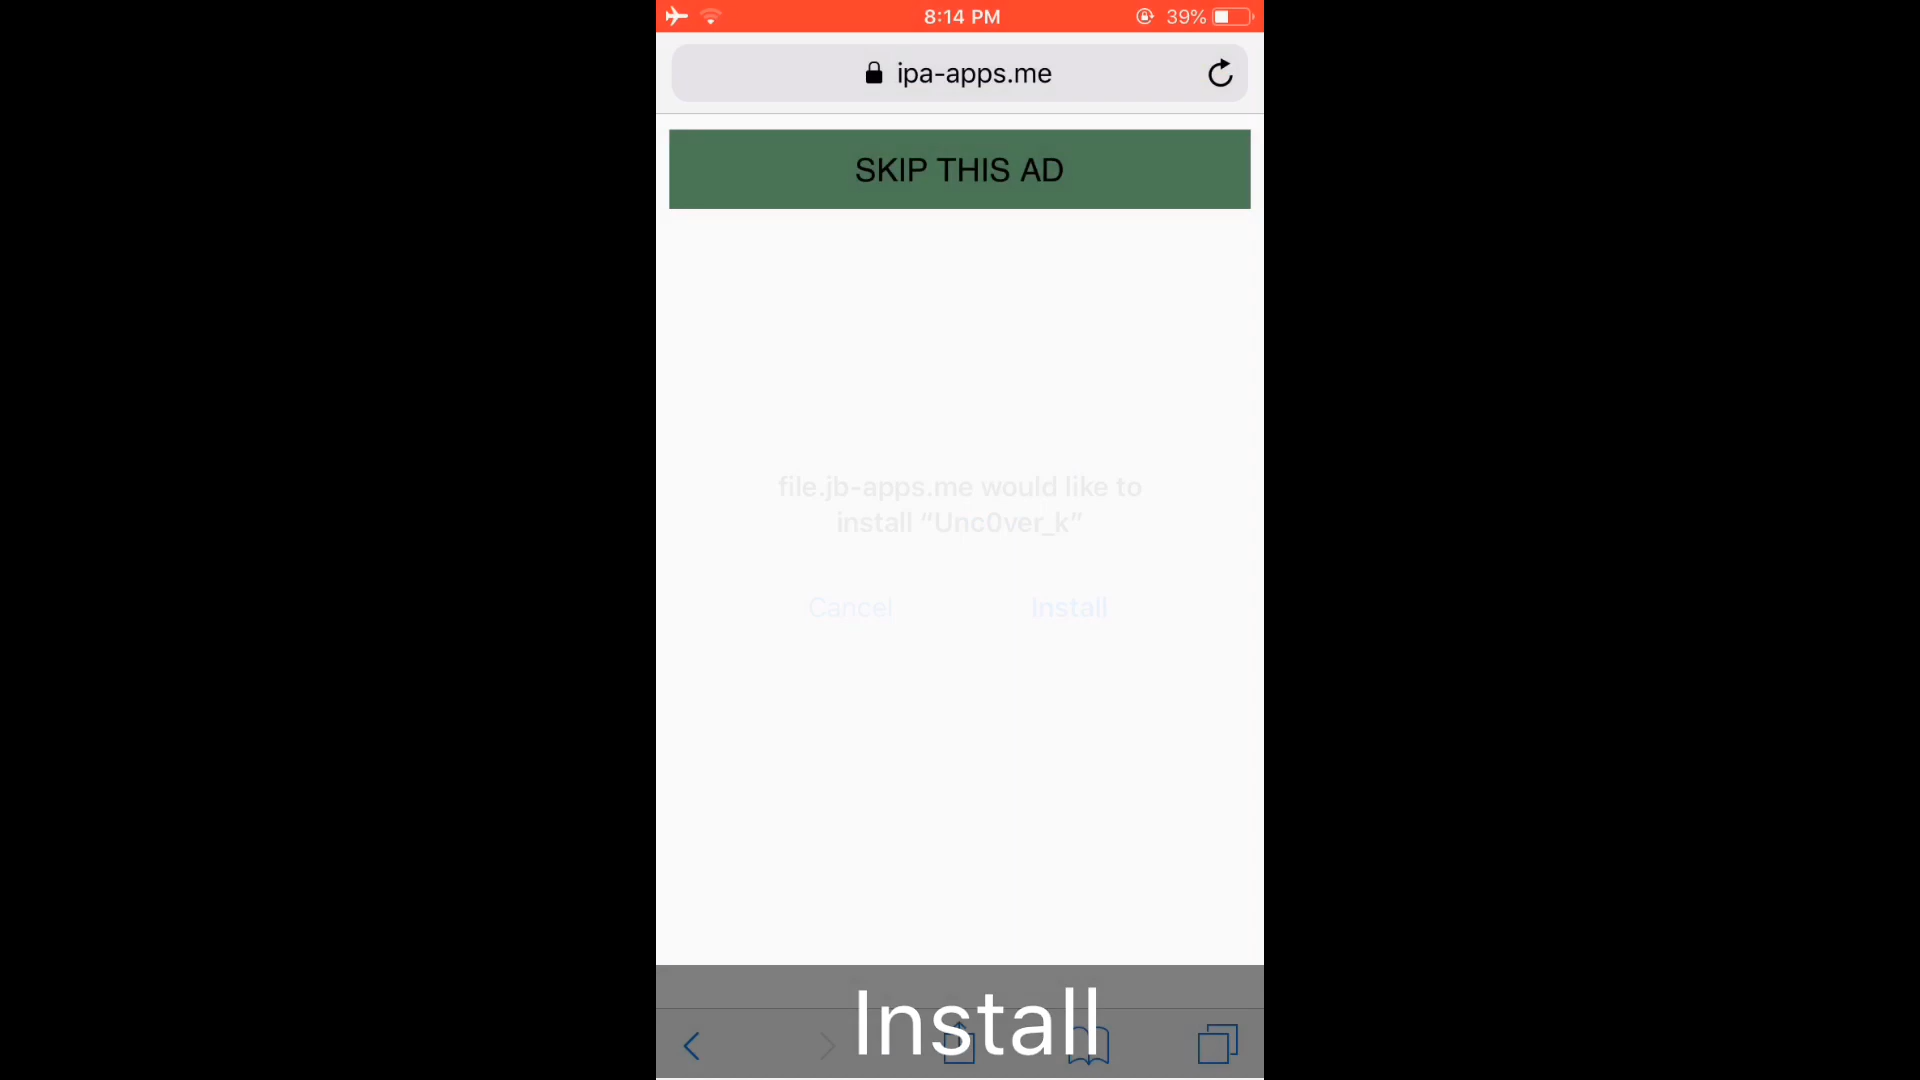 8:14 PM
39%
ipa-apps.me
SKIP THIS AD
file.jb-apps.me would like to
install “Unc0ver_k”
Cancel
Install
Install